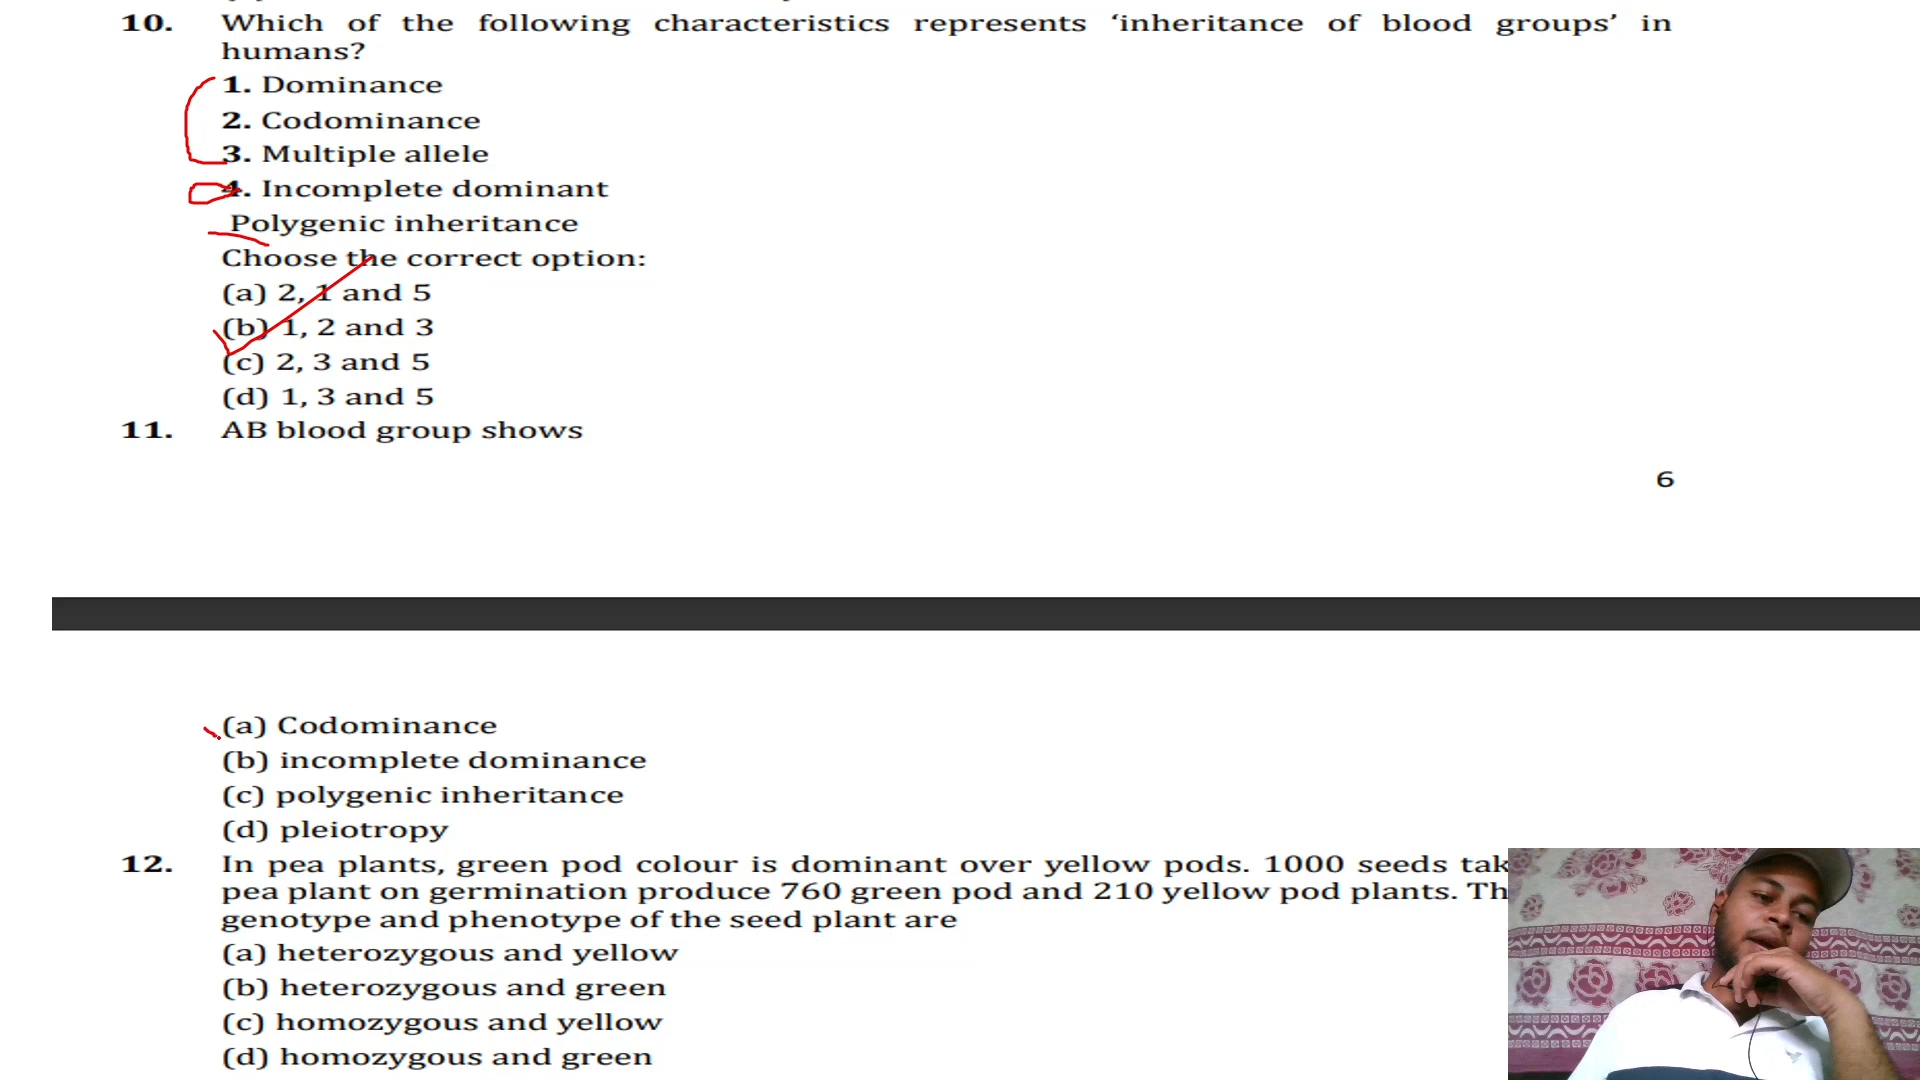 10. Which of the following characteristics represents ‘inheritance of blood groups’ in
humans?
1. Dominance
2. Codominance
3. Multiple allele
4. Incomplete dominant
Polygenic inheritance
Choose the correct option:
(a) 2, 1 and 5
(b) 1, 2 and 3
(c) 2, 3 and 5
(d) 1, 3 and 5
11. AB blood group shows
6
(a) Codominance
(b) incomplete dominance
(c) polygenic inheritance
(d) pleiotropy
12. In pea plants, green pod colour is dominant over yellow pods. 1000 seeds
pea plant on germination produce 760 green pod and 210 yellow pod plants.
genotype and phenotype of the seed plant are
(a) heterozygous and yellow
(b) heterozygous and green
(c) homozygous and yellow
(d) homozygous and green